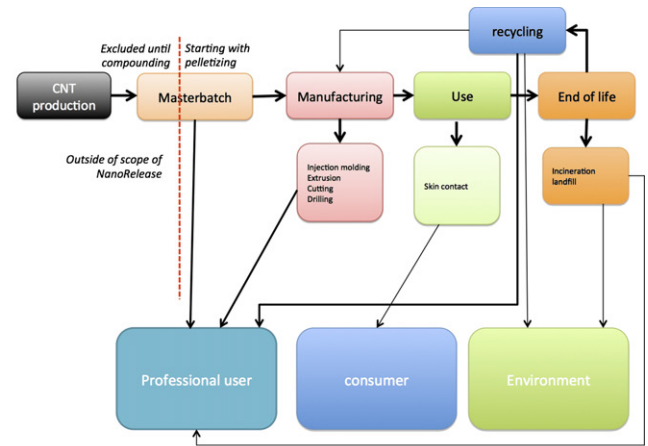 recycling
Excluded until
compounding
Starting with
pelletizing
CNT
production
Masterbatch
Manufacturing
Use
End of life
Outside of scope of
NanoRelease
Injection molding
Extrusion
Cutting
Drilling
Skin contact
Incineration
landfill
Professional user
consumer
Environment